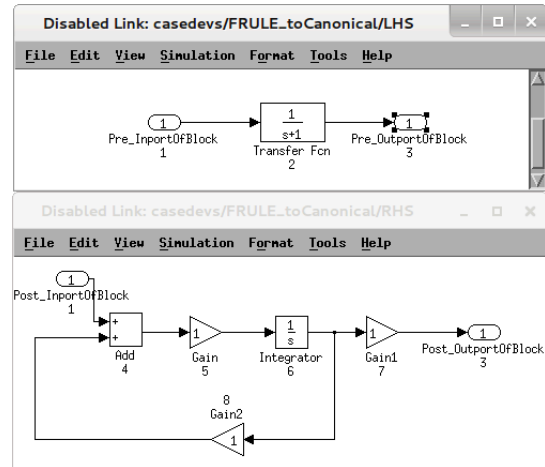 Disabled Link: casedevs/FRULE_toCanonical/LHS
File Edit View Simulation Format Tools Help
1
1
s+1
1
Pre_InportOfBlock
Transfer Fcn
Pre_OutportOfBlock
1
2
3
Disabled Link: casedevs/FRULE_toCanonical/RHS
File Edit View Simulation Format Tools Help
1
Post_InportOfBlock
1
+
+
Add
4
1
Gain
5
1
s
Integrator
6
1
Gain1
7
1
Post_OutportOfBlock
3
8
Gain2
1